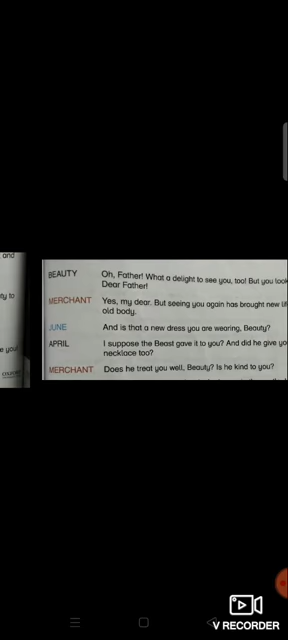 and
BEAUTY Oh, Father! What a delight to see you, too! But you look
ty to
Dear Father!
MERCHANT Yes, my dear. But seeing you again has brought new
old body.
JUNE And is that a new dress you are wearing, Beauty?
e you!
APRIL I suppose the Beast gave it to you? And did he give
necklace too?
MERCHANT Does he treat you well, Beauty? Is he kind to you?
V RECORDER